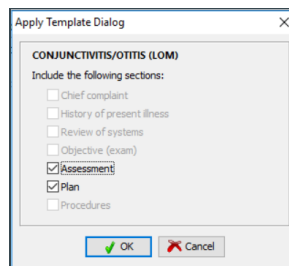 Apply Template Dialog
CONJUNCTIVITIS/OTITIS (LOM)
Include the following sections:
Chief complaint
History of present illness
Review of systems
Objective (exam)
Assessment
Plan
Procedures
OK Cancel